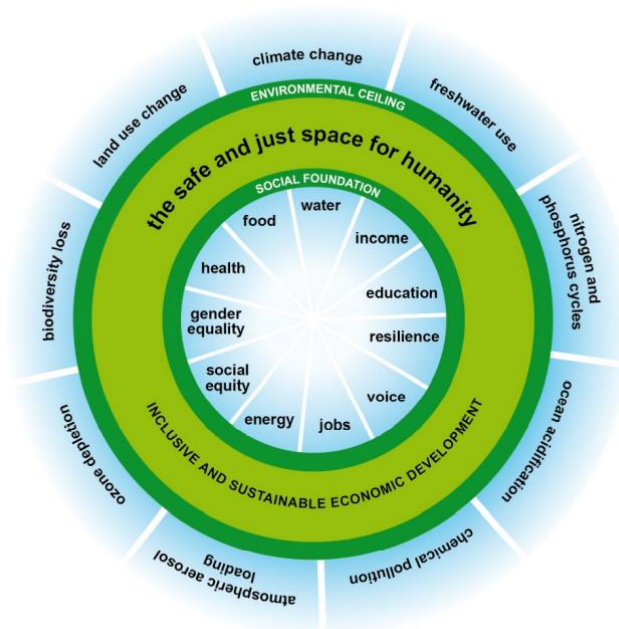 climate change
freshwater use
nitrogen and
phosphorus cycles
ocean acidification
chemical pollution
atmospheric aerosol
loading
ozone depletion
biodiversity loss
land use change
ENVIRONMENTAL CEILING
the safe and just space for humanity
SOCIAL FOUNDATION
water
income
education
resilience
voice
jobs
energy
social
equity
gender
equality
health
food
INCLUSIVE AND SUSTAINABLE ECONOMIC DEVELOPMENT